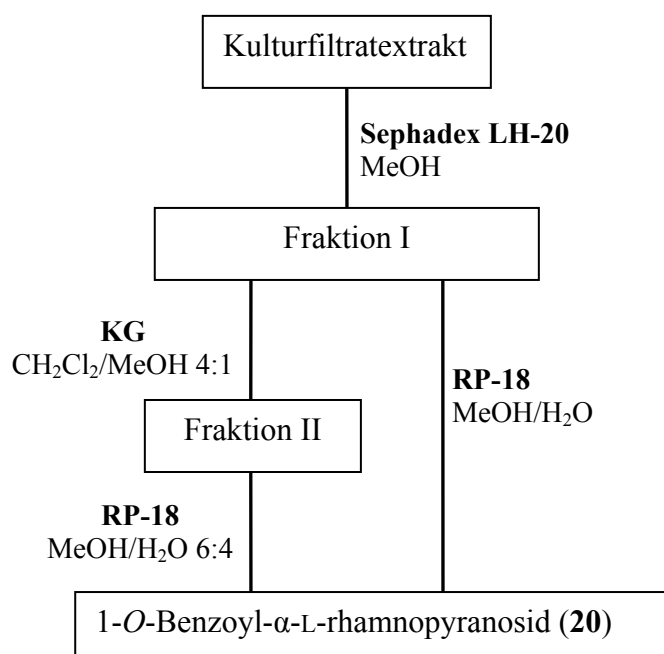 Kulturfiltratextrakt
Sephadex LH-20
MeOH
Fraktion I
KG
CH₂Cl₂/MeOH 4:1
RP-18
MeOH/H₂O
Fraktion II
RP-18
MeOH/H₂O 6:4
1-O-Benzoyl-α-L-rhamnopyranosid (20)